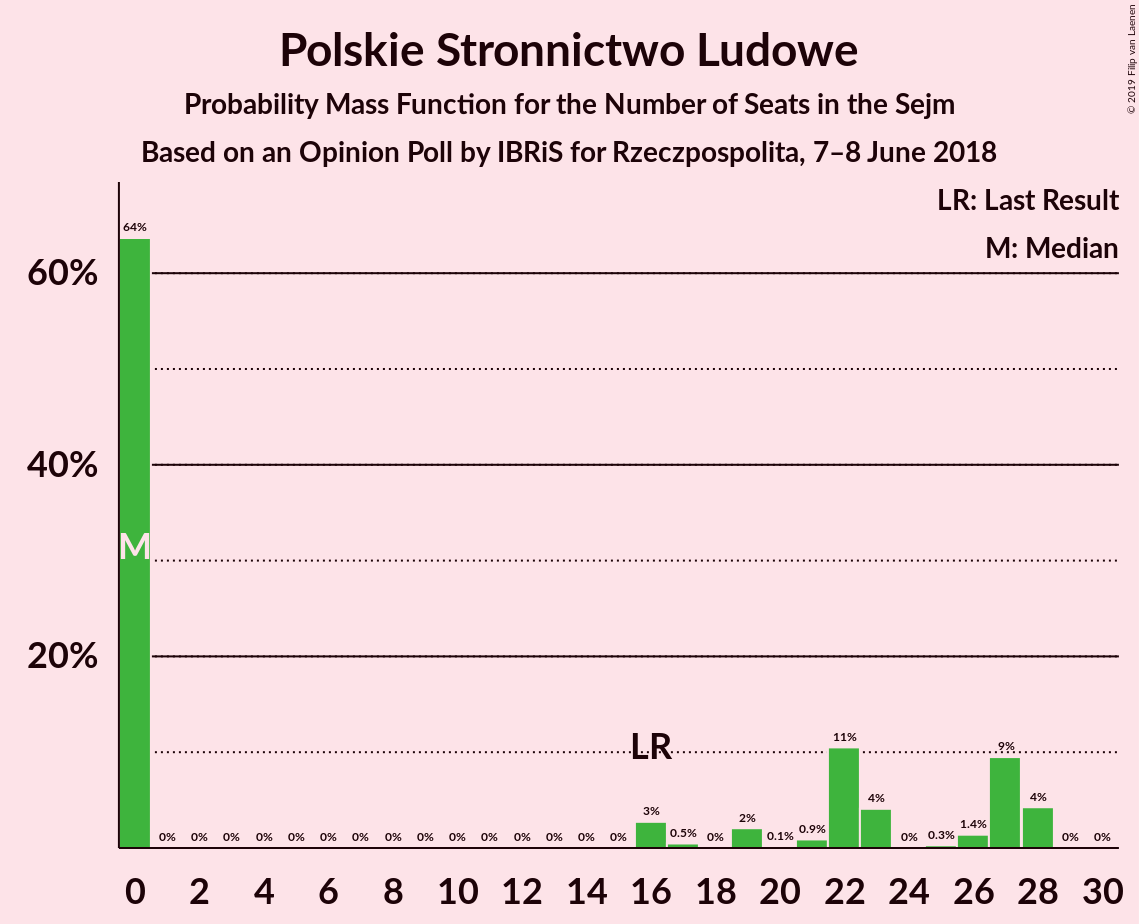 Polskie Stronnictwo Ludowe
Probability Mass Function for the Number of Seats in the Sejm
Based on an Opinion Poll by IBRiS for Rzeczpospolita, 7–8 June 2018
© 2019 Filip van Laenen
LR: Last Result
M: Median
60%
40%
20%
64%
0% 0% 0% 0% 0% 0% 0% 0% 0% 0% 0% 0% 0% 0% 0%
3% 0.5% 0% 2% 0.1% 0.9% 11% 4% 0% 0.3% 1.4% 9% 4% 0% 0%
M
LR
0 2 4 6 8 10 12 14 16 18 20 22 24 26 28 30